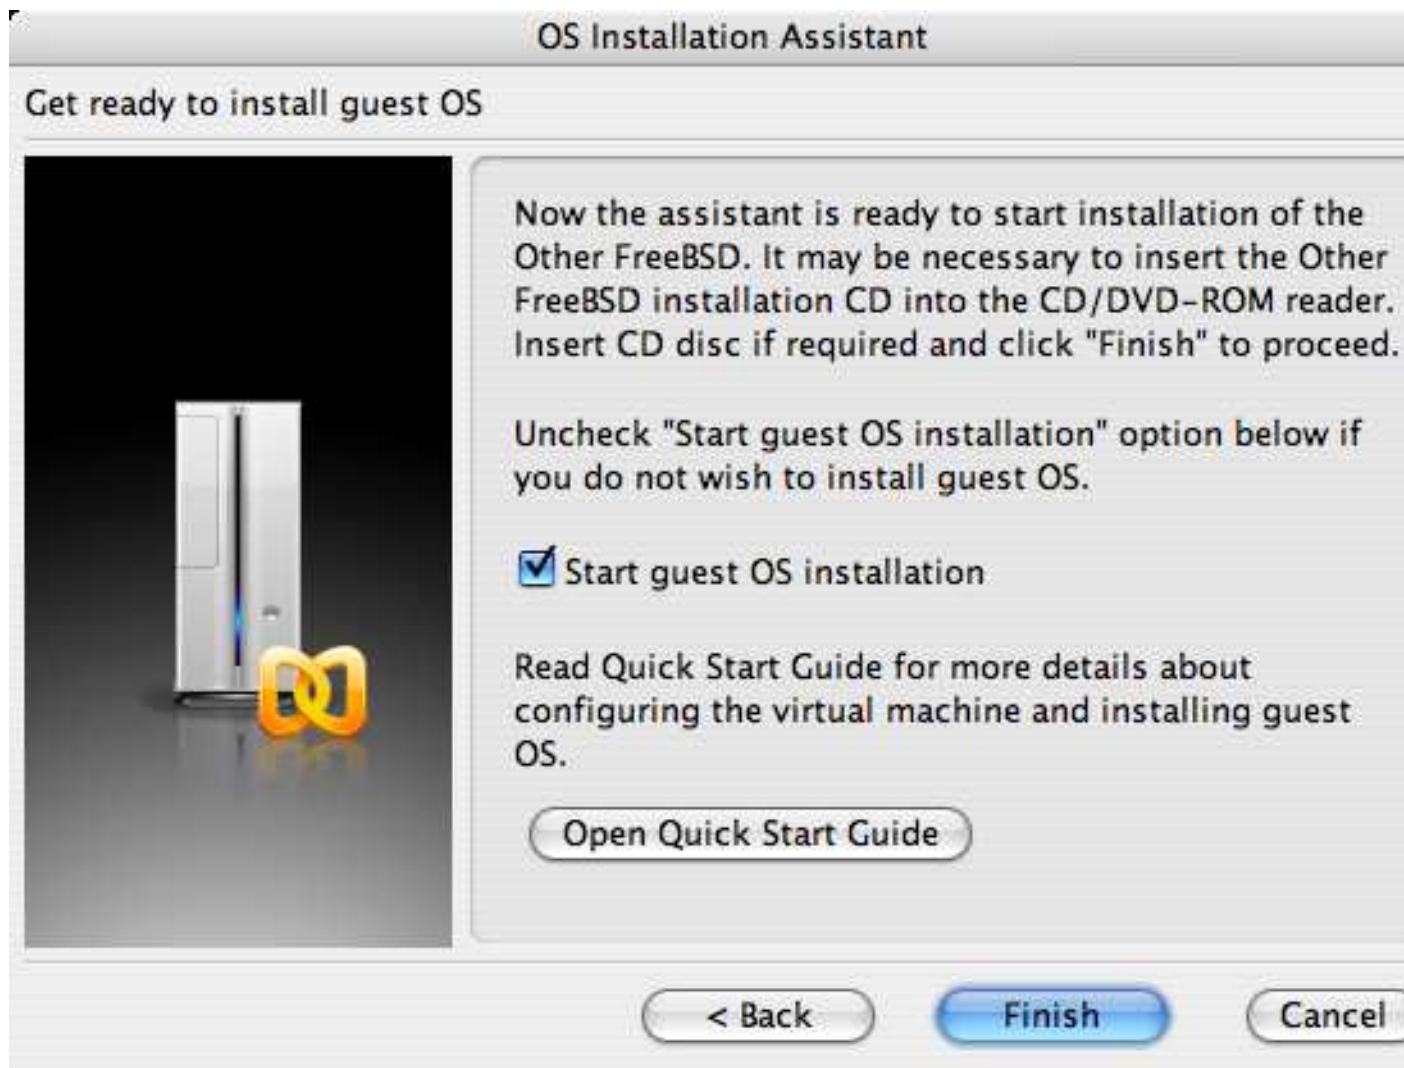 OS Installation Assistant
Get ready to install guest OS
Now the assistant is ready to start installation of the
Other FreeBSD. It may be necessary to insert the Other
FreeBSD installation CD into the CD/DVD-ROM reader.
Insert CD disc if required and click "Finish" to proceed.
Uncheck "Start guest OS installation" option below if
you do not wish to install guest OS.
Start guest OS installation
Read Quick Start Guide for more details about
configuring the virtual machine and installing guest
OS.
Open Quick Start Guide
< Back
Finish
Cancel